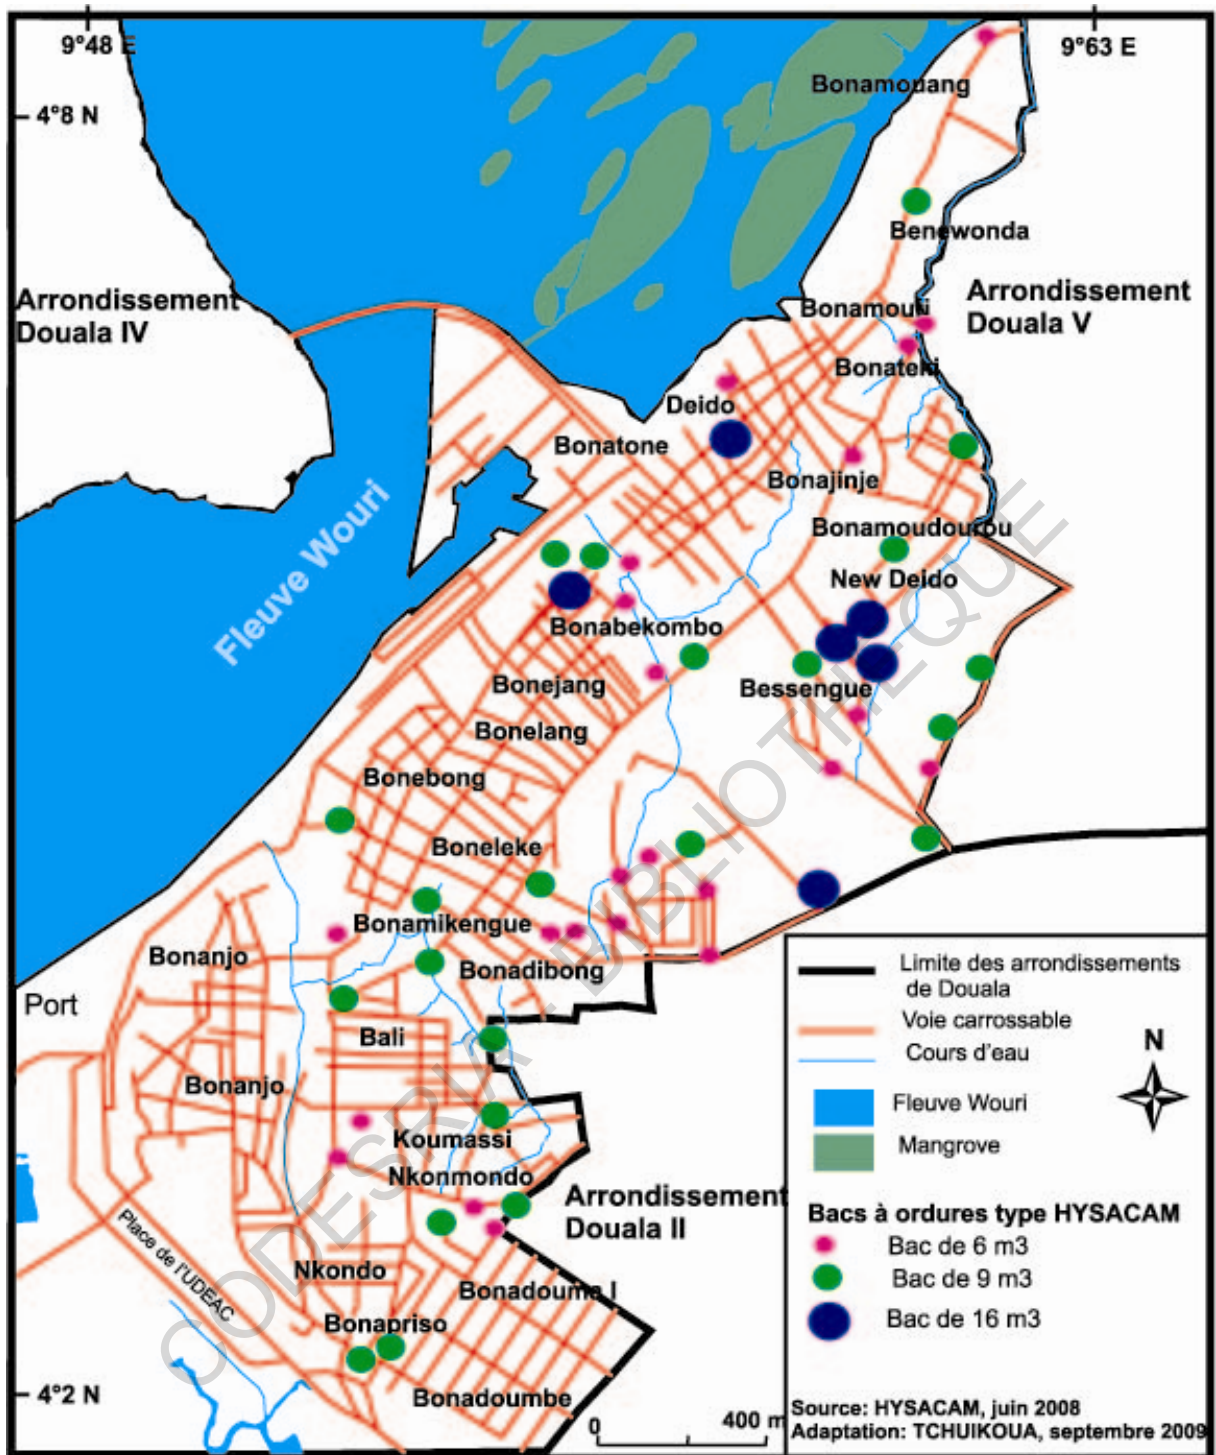 9°48 E
9°63 E
Bonamouang
4°8 N
Benewonda
Arrondissement
Douala IV
Arrondissement
Douala V
Bonamouti
Bonateki
Deido
Bonatone
Bonajinje
Fleuve Wouri
Bonamoudourou
New Deido
Bonabekombo
Bonejang
Bessengue
Bonelang
Bonebong
Boneleke
Bonamikengue
Bonanjo
Bonadibong
Port
Bali
Bonanjo
Koumassi
Nkonmondo
Arrondissement
Douala II
Place de l'UDEAC
Nkondo
Bonadouma I
Bonapriso
4°2 N
Bonadoumbe
0 400 m
Limite des arrondissements
de Douala
Voie carrossable
Cours d'eau
N
Fleuve Wouri
Mangrove
Bacs à ordures type HYSACAM
Bac de 6 m3
Bac de 9 m3
Bac de 16 m3
Source: HYSACAM, juin 2008
Adaptation: TCHUIKOUA, septembre 2009
CODESRIA - BIBLIOTHEQUE